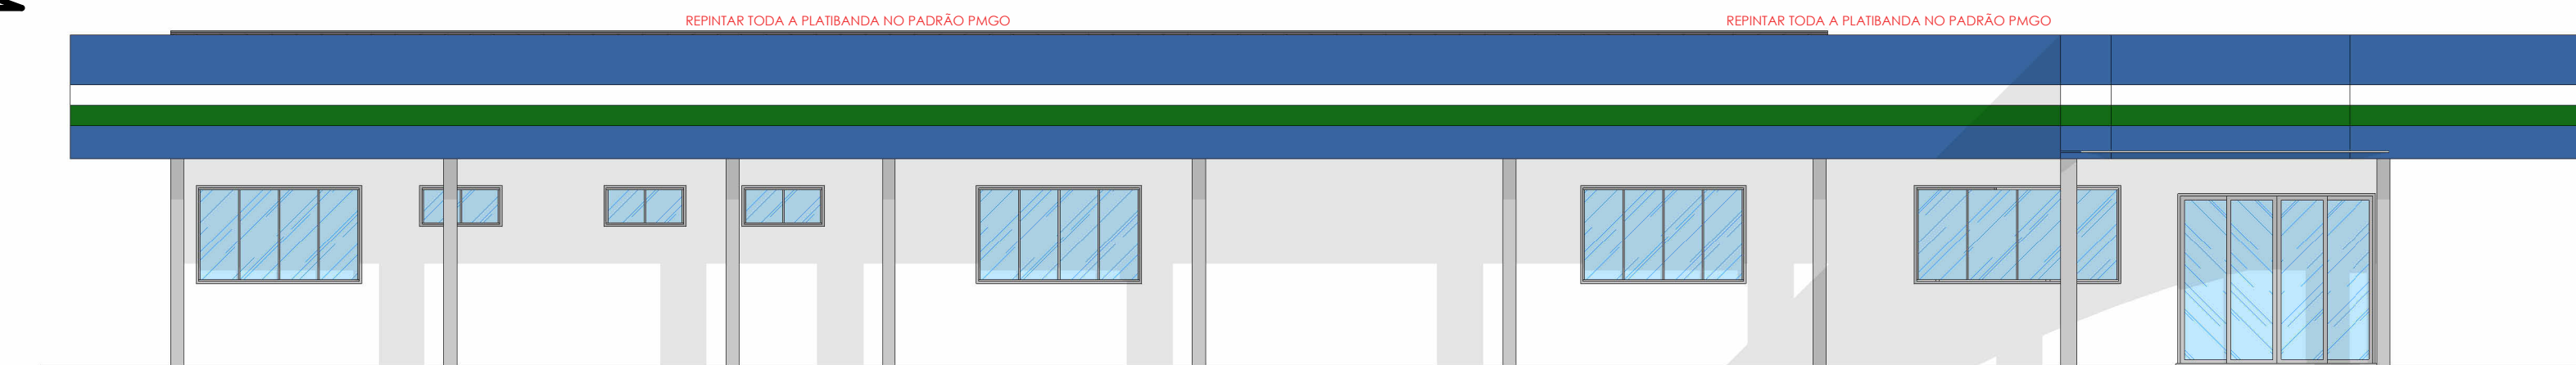 REPINTAR TODA A PLATIBANDA NO PADRÃO PMGO
REPINTAR TODA A PLATIBANDA NO PADRÃO PMGO